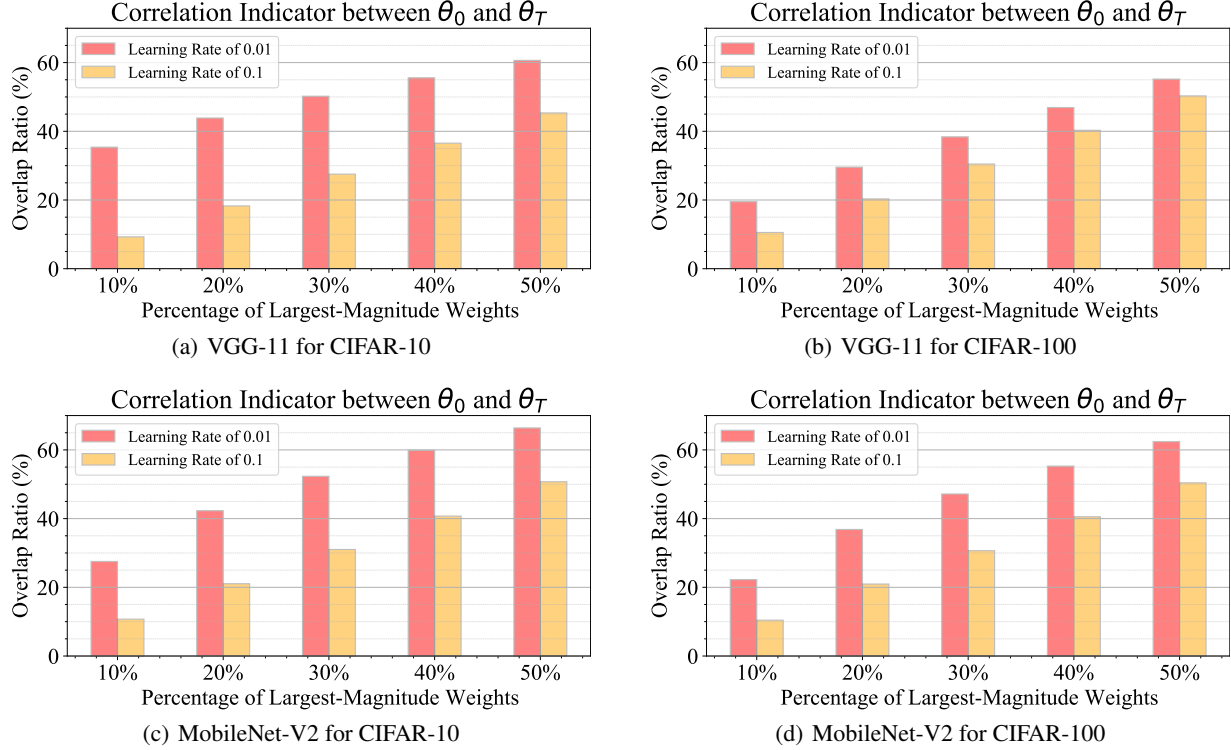 Correlation Indicator between θ₀ and θ_T
Learning Rate of 0.01
Learning Rate of 0.1
Overlap Ratio (%)
60
40
20
0
10% 20% 30% 40% 50%
Percentage of Largest-Magnitude Weights
(a) VGG-11 for CIFAR-10
Correlation Indicator between θ₀ and θ_T
Learning Rate of 0.01
Learning Rate of 0.1
Overlap Ratio (%)
60
40
20
0
10% 20% 30% 40% 50%
Percentage of Largest-Magnitude Weights
(b) VGG-11 for CIFAR-100
Correlation Indicator between θ₀ and θ_T
Learning Rate of 0.01
Learning Rate of 0.1
Overlap Ratio (%)
60
40
20
0
10% 20% 30% 40% 50%
Percentage of Largest-Magnitude Weights
(c) MobileNet-V2 for CIFAR-10
Correlation Indicator between θ₀ and θ_T
Learning Rate of 0.01
Learning Rate of 0.1
Overlap Ratio (%)
60
40
20
0
10% 20% 30% 40% 50%
Percentage of Largest-Magnitude Weights
(d) MobileNet-V2 for CIFAR-100